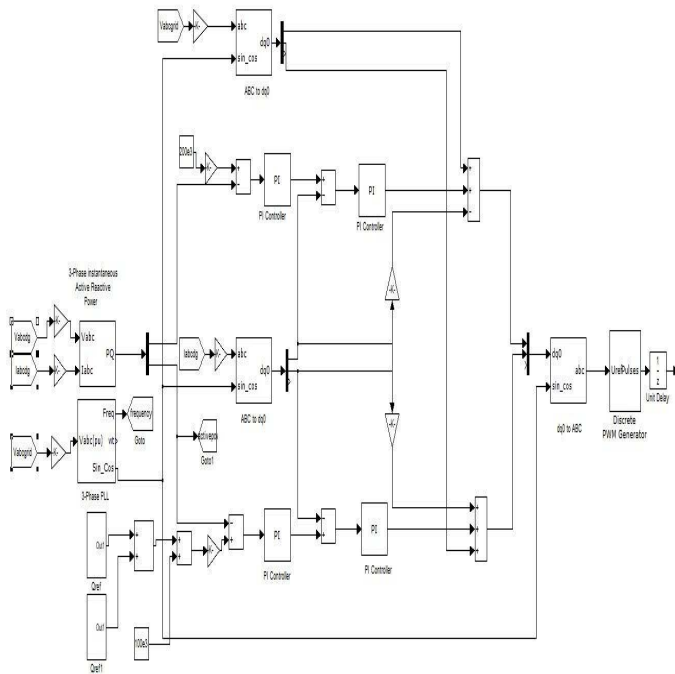 Vabcgrid
-K-
abc
dq0
sin_cos
ABC to dq0
200e3
-K-
+
−
PI
PI Controller
+
−
PI
PI Controller
+
+
−
3-Phase instantaneous
Active Reactive
Power
Vabcdg
-K-
Vabc
PQ
Iabcdg
-K-
Iabc
Iabcdg
-K-
abc
dq0
sin_cos
ABC to dq0
-K-
-K-
dq0
abc
sin_cos
dq0 to ABC
Uref
Pulses
Discrete
PWM Generator
1
z
Unit Delay
Freq
frequency
Goto
Vabcgrid
-K-
Vabc(pu)
wt
Sin_Cos
3-Phase PLL
Goto1
Out1
Qref
+
+
+
+
-K-
−
+
PI
PI Controller
−
+
PI
PI Controller
+
+
+
Out1
Qref1
100e3